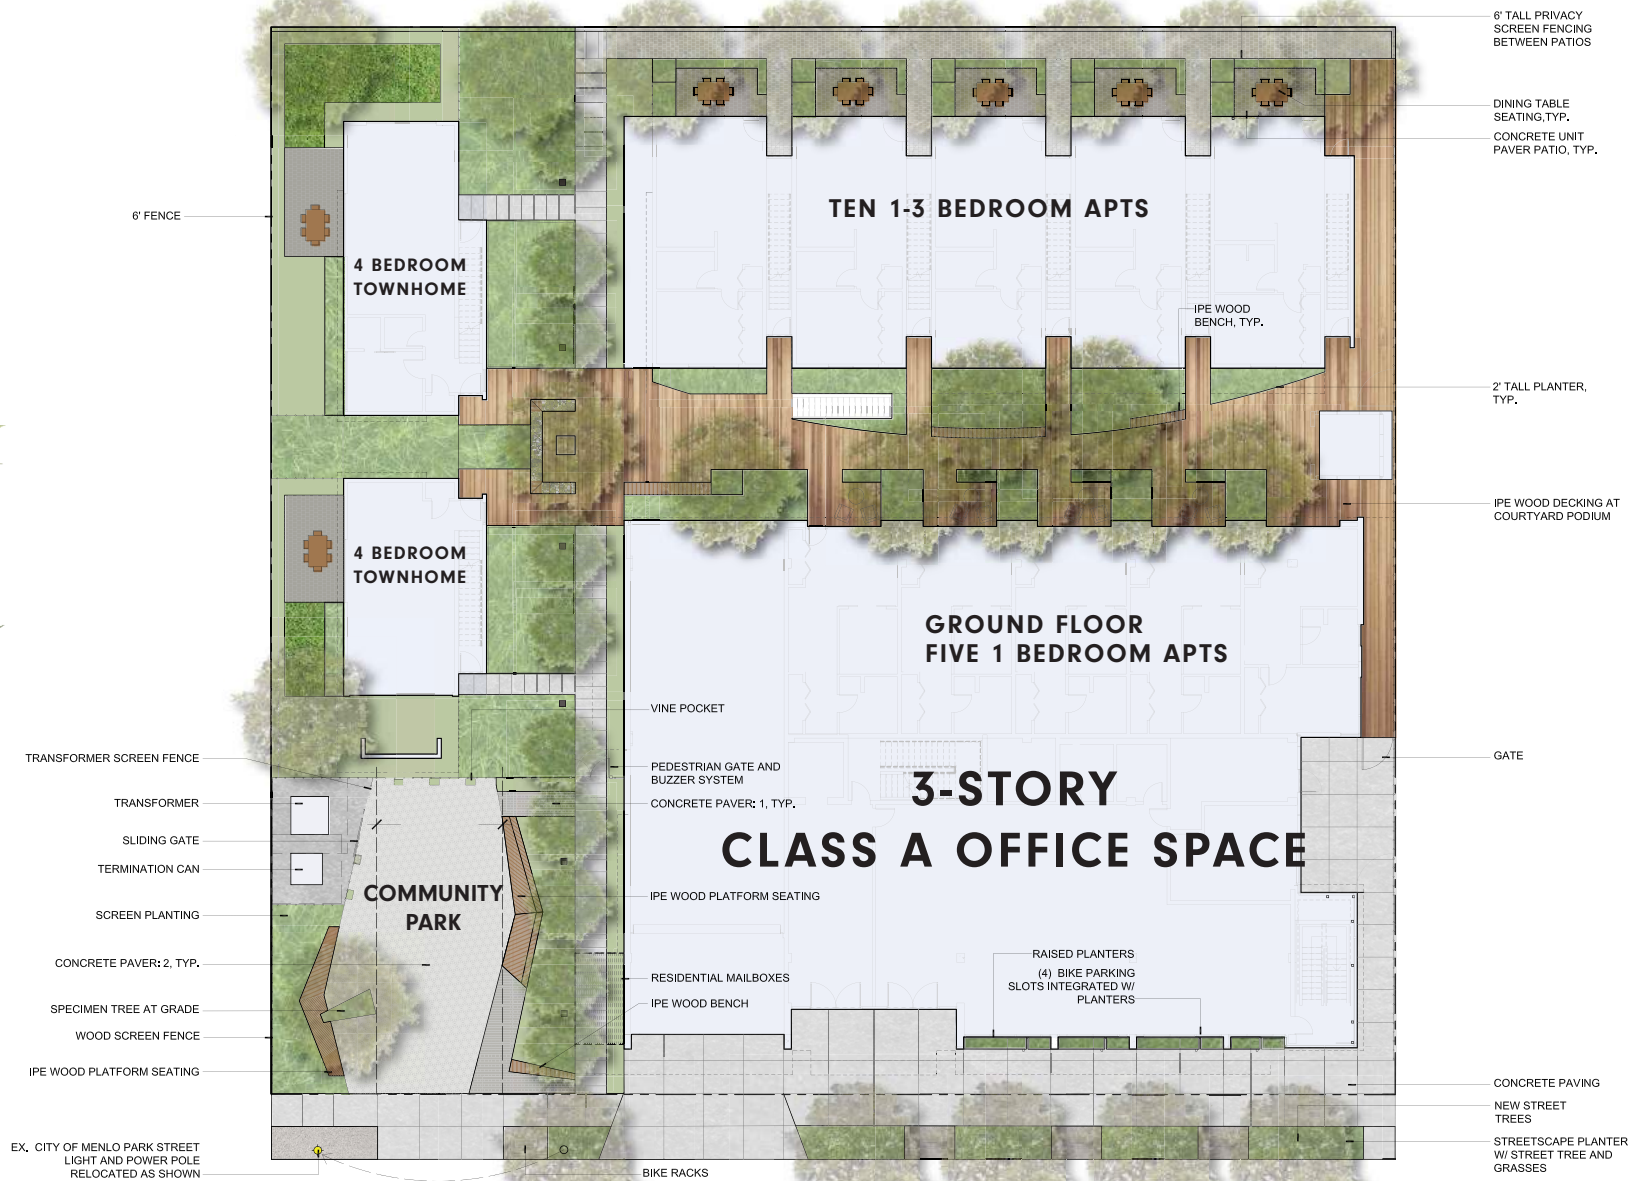 6' TALL PRIVACY
SCREEN FENCING
BETWEEN PATIOS
DINING TABLE
SEATING,TYP.
CONCRETE UNIT
PAVER PATIO, TYP.
TEN 1-3 BEDROOM APTS
6' FENCE
4 BEDROOM
TOWNHOME
IPE WOOD
BENCH, TYP.
2' TALL PLANTER,
TYP.
IPE WOOD DECKING AT
COURTYARD PODIUM
4 BEDROOM
TOWNHOME
GROUND FLOOR
FIVE 1 BEDROOM APTS
VINE POCKET
TRANSFORMER SCREEN FENCE
PEDESTRIAN GATE AND
BUZZER SYSTEM
GATE
TRANSFORMER
CONCRETE PAVER: 1, TYP.
3-STORY
CLASS A OFFICE SPACE
SLIDING GATE
TERMINATION CAN
COMMUNITY
PARK
IPE WOOD PLATFORM SEATING
SCREEN PLANTING
CONCRETE PAVER: 2, TYP.
RAISED PLANTERS
(4) BIKE PARKING
SLOTS INTEGRATED W/
PLANTERS
RESIDENTIAL MAILBOXES
IPE WOOD BENCH
SPECIMEN TREE AT GRADE
WOOD SCREEN FENCE
IPE WOOD PLATFORM SEATING
CONCRETE PAVING
NEW STREET
TREES
STREETSCAPE PLANTER
W/ STREET TREE AND
GRASSES
EX. CITY OF MENLO PARK STREET
LIGHT AND POWER POLE
RELOCATED AS SHOWN
BIKE RACKS